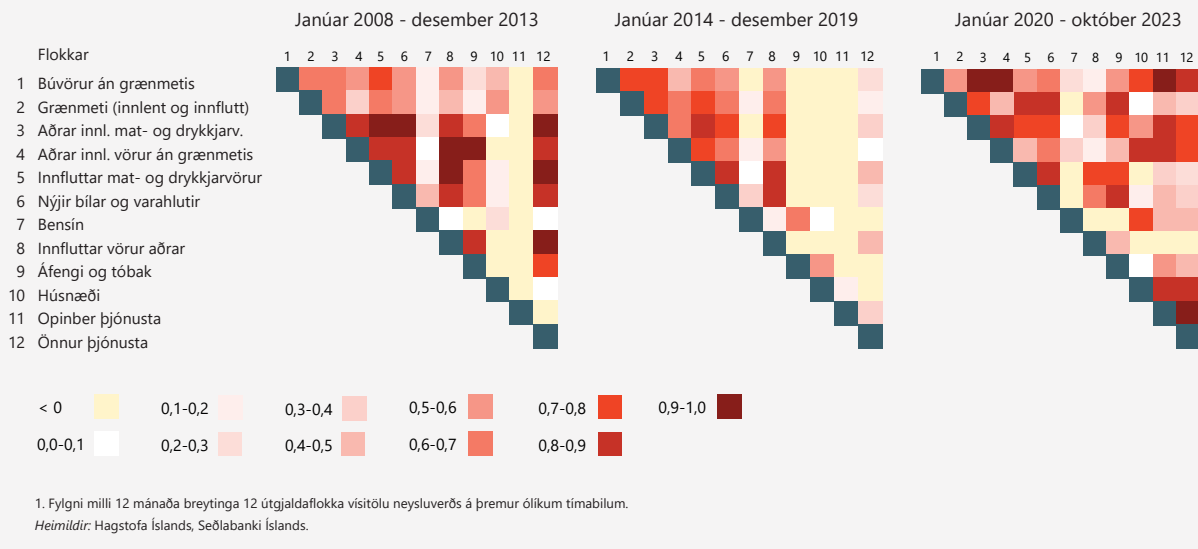 Janúar 2008 - desember 2013
Janúar 2014 - desember 2019
Janúar 2020 - október 2023
Flokkar
1 2 3 4 5 6 7 8 9 10 11 12
1 2 3 4 5 6 7 8 9 10 11 12
1 2 3 4 5 6 7 8 9 10 11 12
1 Búvörur án grænmetis
2 Grænmeti (innlent og innflutt)
3 Aðrar innl. mat- og drykkjarv.
4 Aðrar innl. vörur án grænmetis
5 Innfluttar mat- og drykkjarvörur
6 Nýjir bílar og varahlutir
7 Bensín
8 Innfluttar vörur aðrar
9 Áfengi og tóbak
10 Húsnæði
11 Opinber þjónusta
12 Önnur þjónusta
< 0 0,1-0,2 0,3-0,4 0,5-0,6 0,7-0,8 0,9-1,0
0,0-0,1 0,2-0,3 0,4-0,5 0,6-0,7 0,8-0,9
1. Fylgni milli 12 mánaða breytinga 12 útgjaldaflokka vísitölu neysluverðs á þremur ólíkum tímabilum.
Heimildir: Hagstofa Íslands, Seðlabanki Íslands.